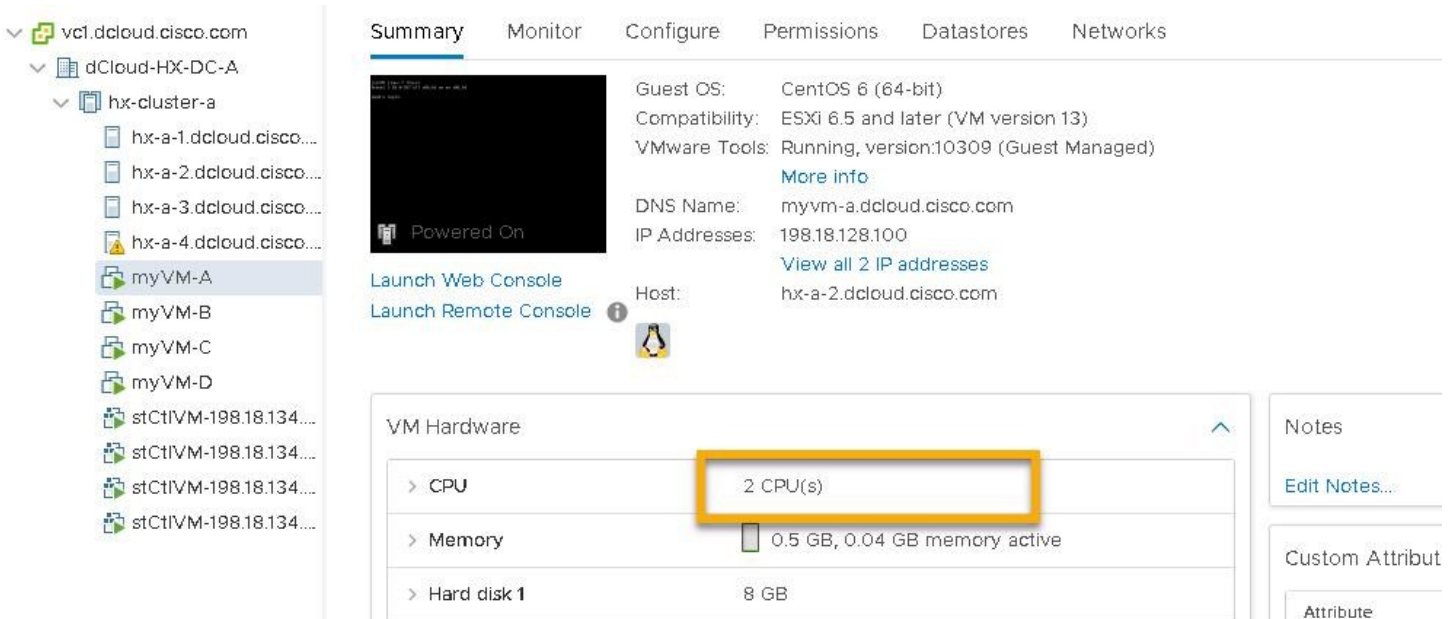 vc1.dcloud.cisco.com
dCloud-HX-DC-A
hx-cluster-a
hx-a-1.dcloud.cisco....
hx-a-2.dcloud.cisco....
hx-a-3.dcloud.cisco....
hx-a-4.dcloud.cisco....
myVM-A
myVM-B
myVM-C
myVM-D
stCtlVM-198.18.134....
stCtlVM-198.18.134....
stCtlVM-198.18.134....
stCtlVM-198.18.134....
Summary Monitor Configure Permissions Datastores Networks
Powered On
Launch Web Console
Launch Remote Console
Guest OS: CentOS 6 (64-bit)
Compatibility: ESXi 6.5 and later (VM version 13)
VMware Tools: Running, version:10309 (Guest Managed)
More info
DNS Name: myvm-a.dcloud.cisco.com
IP Addresses: 198.18.128.100
View all 2 IP addresses
Host: hx-a-2.dcloud.cisco.com
VM Hardware
CPU 2 CPU(s)
Memory 0.5 GB, 0.04 GB memory active
Hard disk 1 8 GB
Notes
Edit Notes...
Custom Attribut
Attribute